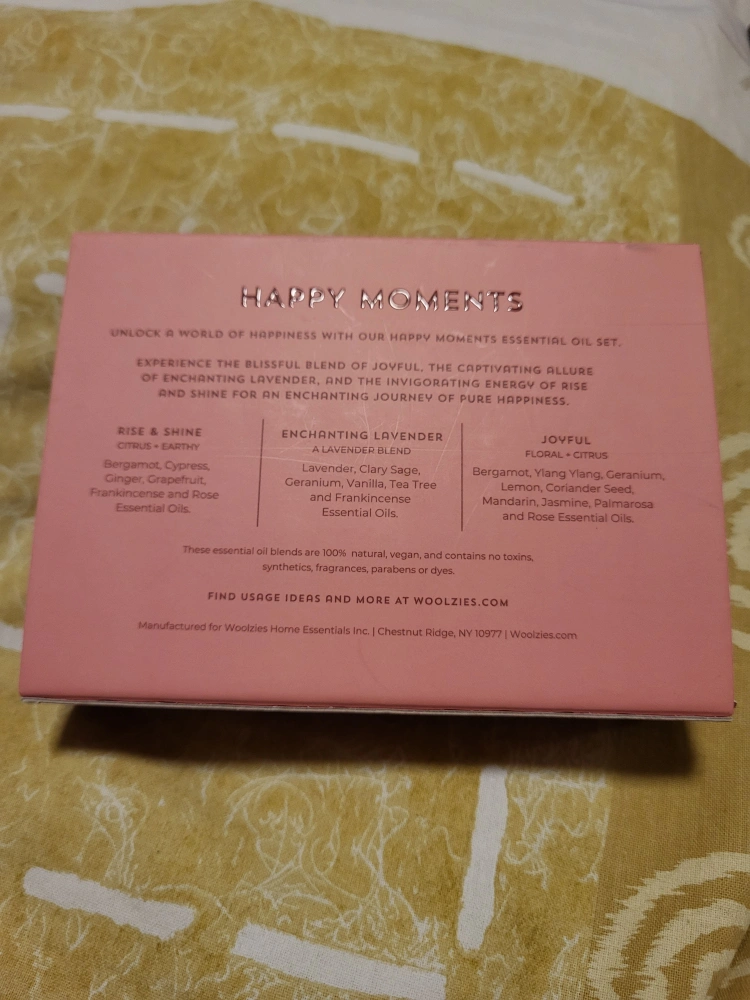 HAPPY MOMENTS
UNLOCK A WORLD OF HAPPINESS WITH OUR HAPPY MOMENTS ESSENTIAL OIL SET.
EXPERIENCE THE BLISSFUL BLEND OF JOYFUL, THE CAPTIVATING ALLURE
OF ENCHANTING LAVENDER, AND THE INVIGORATING ENERGY OF RISE
AND SHINE FOR AN ENCHANTING JOURNEY OF PURE HAPPINESS.
RISE & SHINE
CITRUS + EARTHY
Bergamot, Cypress,
Ginger, Grapefruit,
Frankincense and Rose
Essential Oils.
ENCHANTING LAVENDER
A LAVENDER BLEND
Lavender, Clary Sage,
Geranium, Vanilla, Tea Tree
and Frankincense
Essential Oils.
JOYFUL
FLORAL + CITRUS
Bergamot, Ylang Ylang, Geranium,
Lemon, Coriander Seed,
Mandarin, Jasmine, Palmarosa
and Rose Essential Oils.
These essential oil blends are 100% natural, vegan, and contains no toxins,
synthetics, fragrances, parabens or dyes.
FIND USAGE IDEAS AND MORE AT WOOLZIES.COM
Manufactured for Woolzies Home Essentials Inc. | Chestnut Ridge, NY 10977 | Woolzies.com